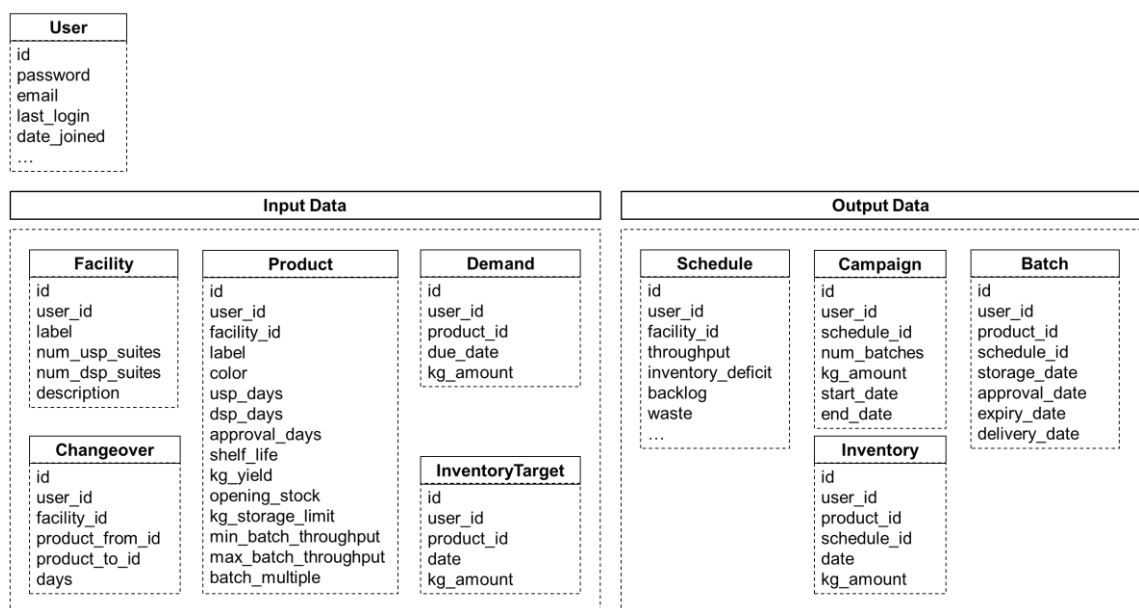 User
id
password
email
last_login
date_joined
…
Input Data
Facility
id
user_id
label
num_usp_suites
num_dsp_suites
description
Changeover
id
user_id
facility_id
product_from_id
product_to_id
days
Product
id
user_id
facility_id
label
color
usp_days
dsp_days
approval_days
shelf_life
kg_yield
opening_stock
kg_storage_limit
min_batch_throughput
max_batch_throughput
batch_multiple
Demand
id
user_id
product_id
due_date
kg_amount
InventoryTarget
id
user_id
product_id
date
kg_amount
Output Data
Schedule
id
user_id
facility_id
throughput
inventory_deficit
backlog
waste
…
Campaign
id
user_id
schedule_id
num_batches
kg_amount
start_date
end_date
Inventory
id
user_id
product_id
schedule_id
date
kg_amount
Batch
id
user_id
product_id
schedule_id
storage_date
approval_date
expiry_date
delivery_date